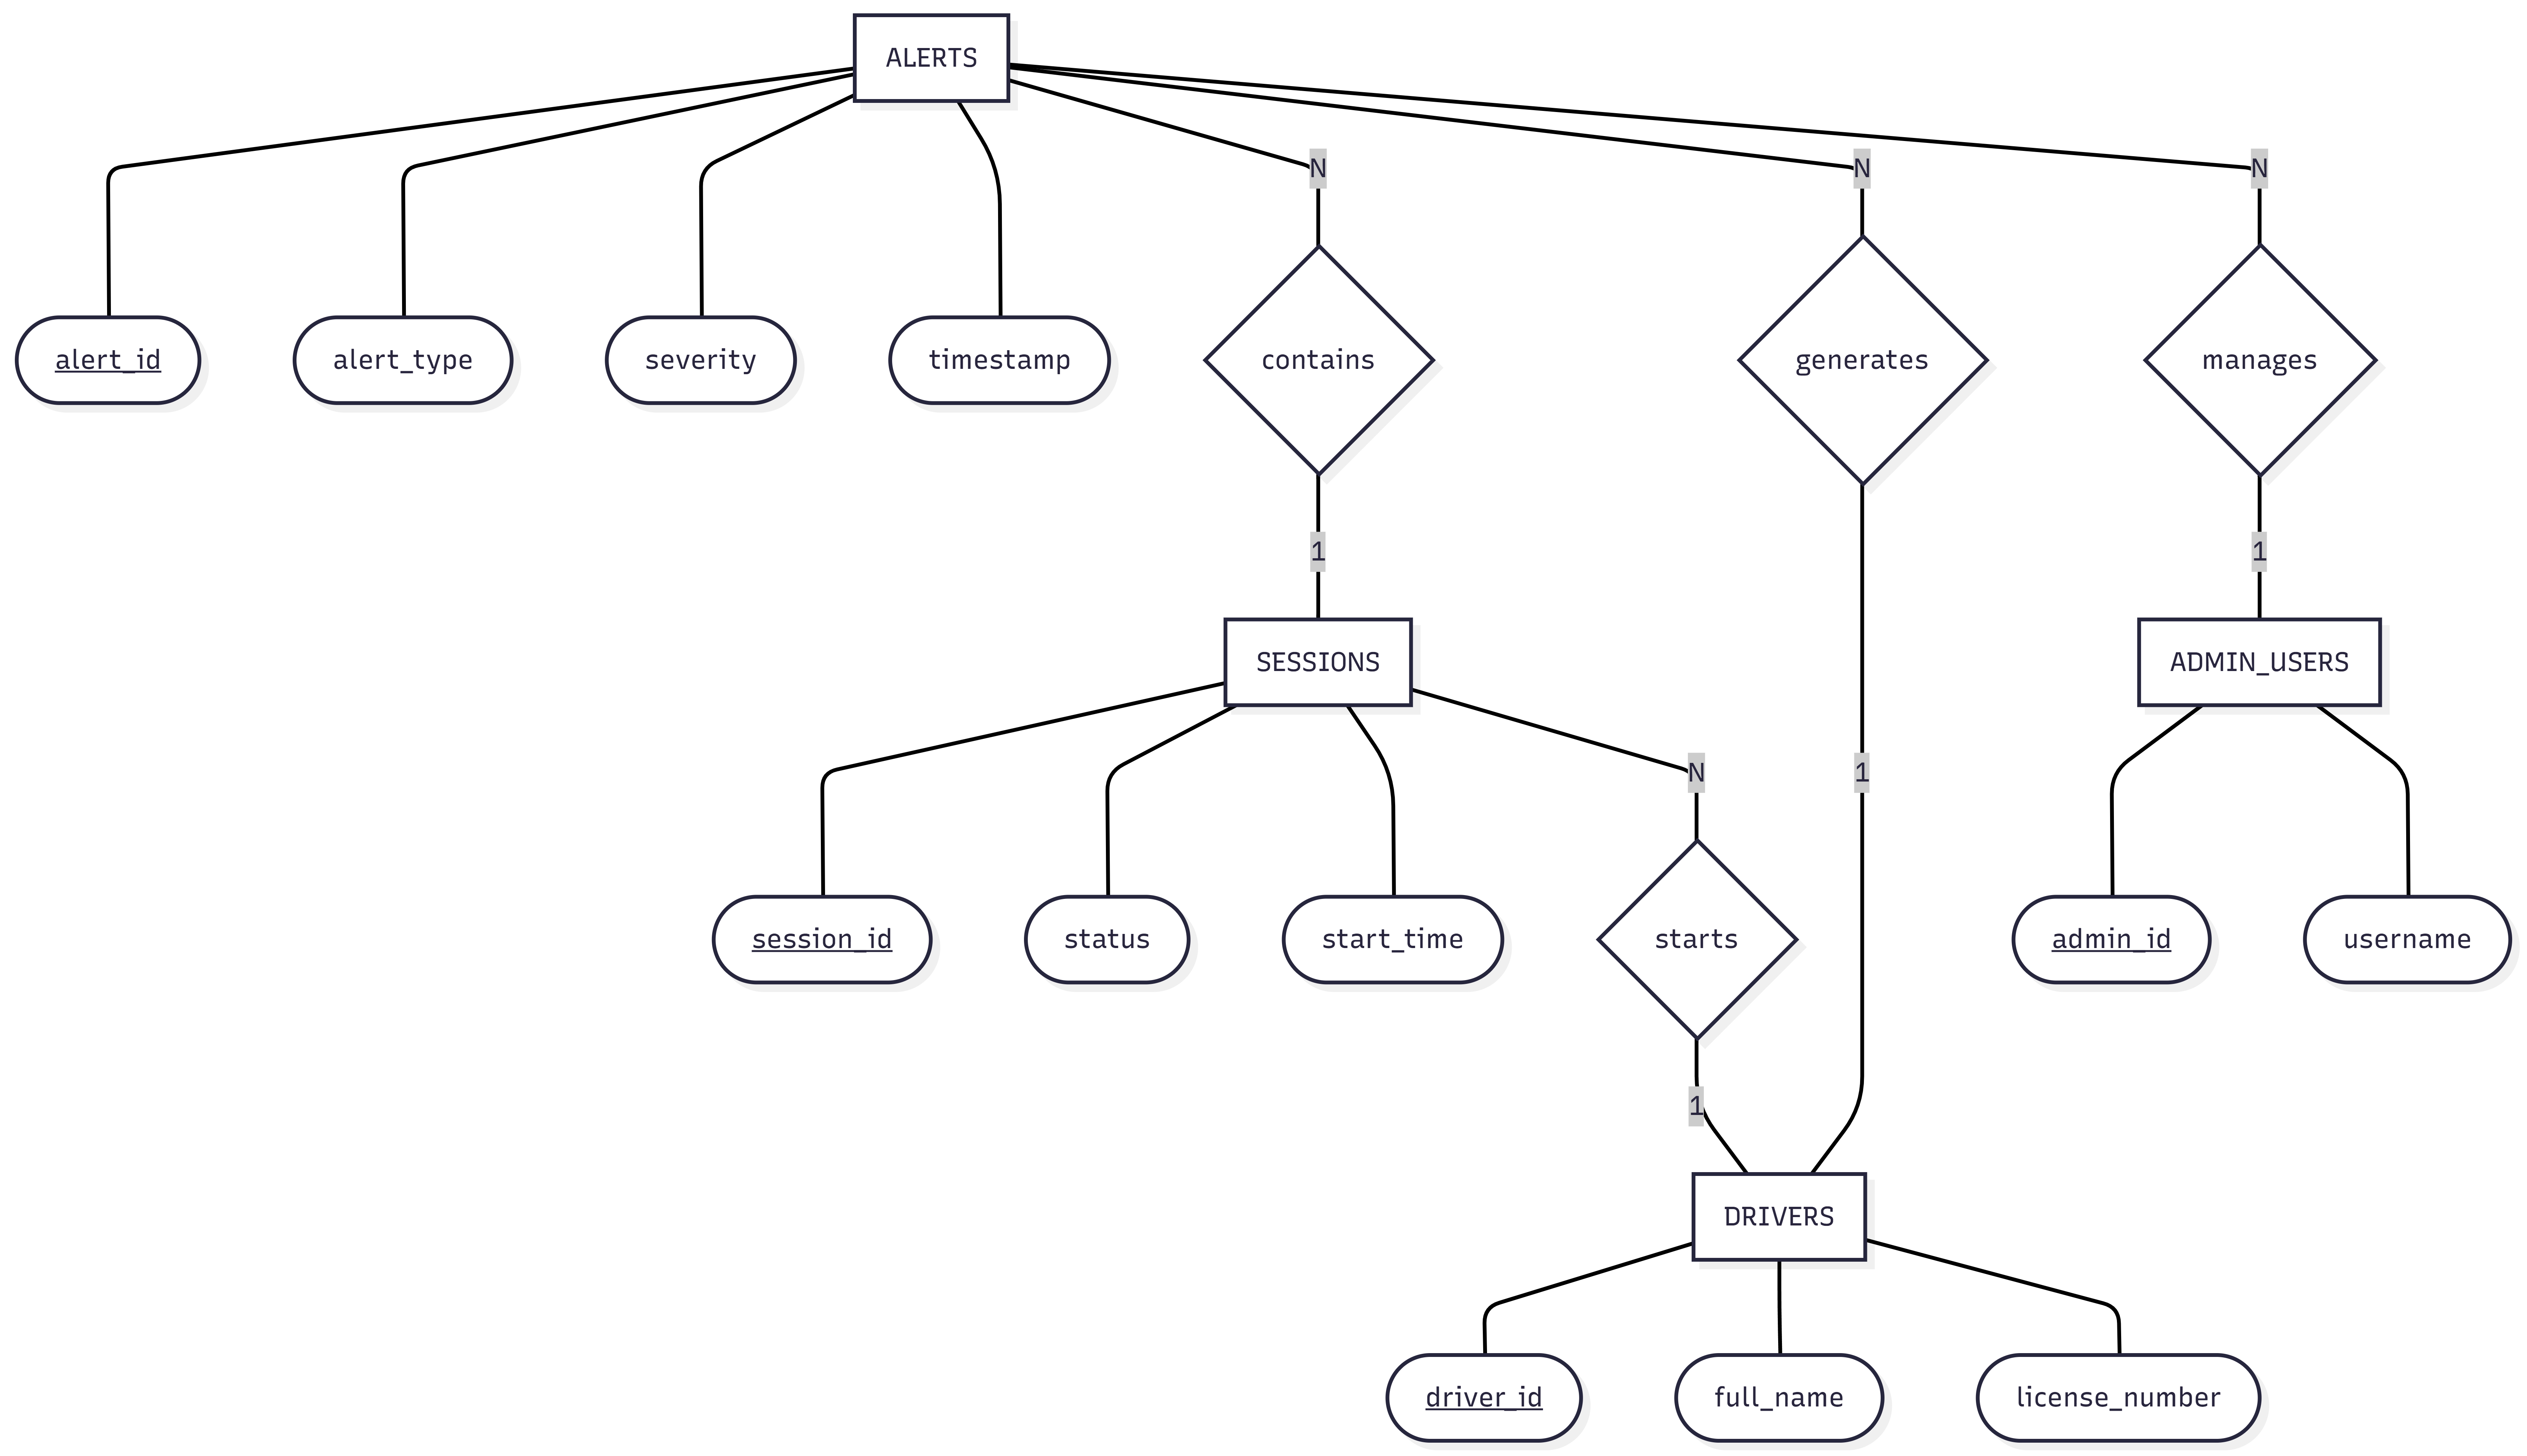 ALERTS
N
N
N
alert_id
alert_type
severity
timestamp
contains
generates
manages
1
1
SESSIONS
ADMIN_USERS
N
1
session_id
status
start_time
starts
admin_id
username
1
DRIVERS
driver_id
full_name
license_number